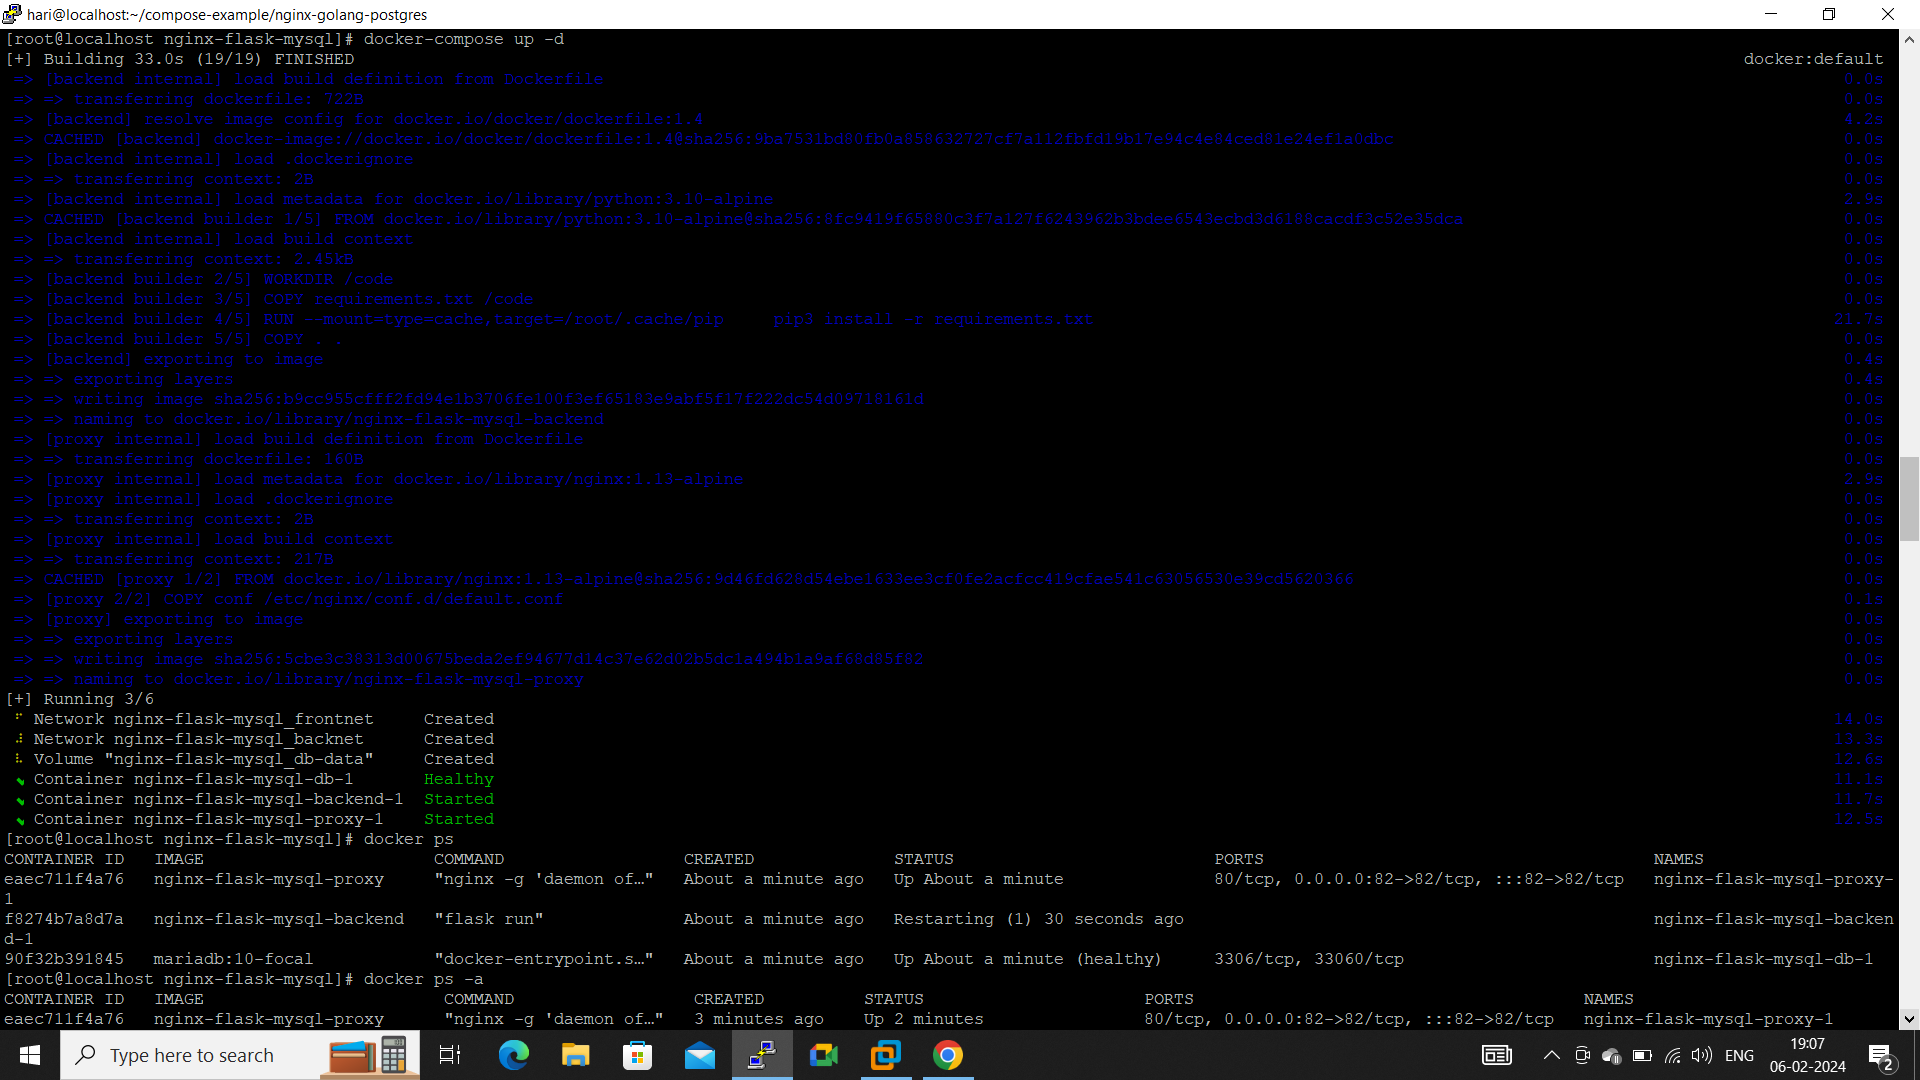 hari@localhost:~/compose-example/nginx-golang-postgres
[root@localhost nginx-flask-mysql]# docker-compose up -d
[+] Building 33.0s (19/19) FINISHED docker:default
=> [backend internal] load build definition from Dockerfile 0.0s
=> => transferring dockerfile: 722B 0.0s
=> [backend] resolve image config for docker.io/docker/dockerfile:1.4 4.2s
=> CACHED [backend] docker-image://docker.io/docker/dockerfile:1.4@sha256:9ba7531bd80fb0a858632727cf7a112fbfd19b17e94c4e84ced81e24ef1a0dbc 0.0s
=> [backend internal] load .dockerignore 0.0s
=> => transferring context: 2B 0.0s
=> [backend internal] load metadata for docker.io/library/python:3.10-alpine 2.9s
=> CACHED [backend builder 1/5] FROM docker.io/library/python:3.10-alpine@sha256:8fc9419f65880c3f7a127f6243962b3bdee6543ecbd3d6188cacdf3c52e35dca 0.0s
=> [backend internal] load build context 0.0s
=> => transferring context: 2.45kB 0.0s
=> [backend builder 2/5] WORKDIR /code 0.0s
=> [backend builder 3/5] COPY requirements.txt /code 0.0s
=> [backend builder 4/5] RUN --mount=type=cache,target=/root/.cache/pip     pip3 install -r requirements.txt 21.7s
=> [backend builder 5/5] COPY . . 0.0s
=> [backend] exporting to image 0.4s
=> => exporting layers 0.4s
=> => writing image sha256:b9cc955cfff2fd94e1b3706fe100f3ef65183e9abf5f17f222dc54d09718161d 0.0s
=> => naming to docker.io/library/nginx-flask-mysql-backend 0.0s
=> [proxy internal] load build definition from Dockerfile 0.0s
=> => transferring dockerfile: 160B 0.0s
=> [proxy internal] load metadata for docker.io/library/nginx:1.13-alpine 2.9s
=> [proxy internal] load .dockerignore 0.0s
=> => transferring context: 2B 0.0s
=> [proxy internal] load build context 0.0s
=> => transferring context: 217B 0.0s
=> CACHED [proxy 1/2] FROM docker.io/library/nginx:1.13-alpine@sha256:9d46fd628d54ebe1633ee3cf0fe2acfcc419cfae541c63056530e39cd5620366 0.0s
=> [proxy 2/2] COPY conf /etc/nginx/conf.d/default.conf 0.1s
=> [proxy] exporting to image 0.0s
=> => exporting layers 0.0s
=> => writing image sha256:5cbe3c38313d00675beda2ef94677d14c37e62d02b5dc1a494b1a9af68d85f82 0.0s
=> => naming to docker.io/library/nginx-flask-mysql-proxy 0.0s
[+] Running 3/6
Network nginx-flask-mysql_frontnet Created 14.0s
Network nginx-flask-mysql_backnet Created 13.3s
Volume "nginx-flask-mysql_db-data" Created 12.6s
Container nginx-flask-mysql-db-1 Healthy 11.1s
Container nginx-flask-mysql-backend-1 Started 11.7s
Container nginx-flask-mysql-proxy-1 Started 12.5s
[root@localhost nginx-flask-mysql]# docker ps
CONTAINER ID IMAGE COMMAND CREATED STATUS PORTS NAMES
eaec711f4a76 nginx-flask-mysql-proxy "nginx -g 'daemon of…" About a minute ago Up About a minute 80/tcp, 0.0.0.0:82->82/tcp, :::82->82/tcp nginx-flask-mysql-proxy-
1
f8274b7a8d7a nginx-flask-mysql-backend "flask run" About a minute ago Restarting (1) 30 seconds ago nginx-flask-mysql-backen
d-1
90f32b391845 mariadb:10-focal "docker-entrypoint.s…" About a minute ago Up About a minute (healthy) 3306/tcp, 33060/tcp nginx-flask-mysql-db-1
[root@localhost nginx-flask-mysql]# docker ps -a
CONTAINER ID IMAGE COMMAND CREATED STATUS PORTS NAMES
eaec711f4a76 nginx-flask-mysql-proxy "nginx -g 'daemon of…" 3 minutes ago Up 2 minutes 80/tcp, 0.0.0.0:82->82/tcp, :::82->82/tcp nginx-flask-mysql-proxy-1
Type here to search
ENG
19:07
06-02-2024
2